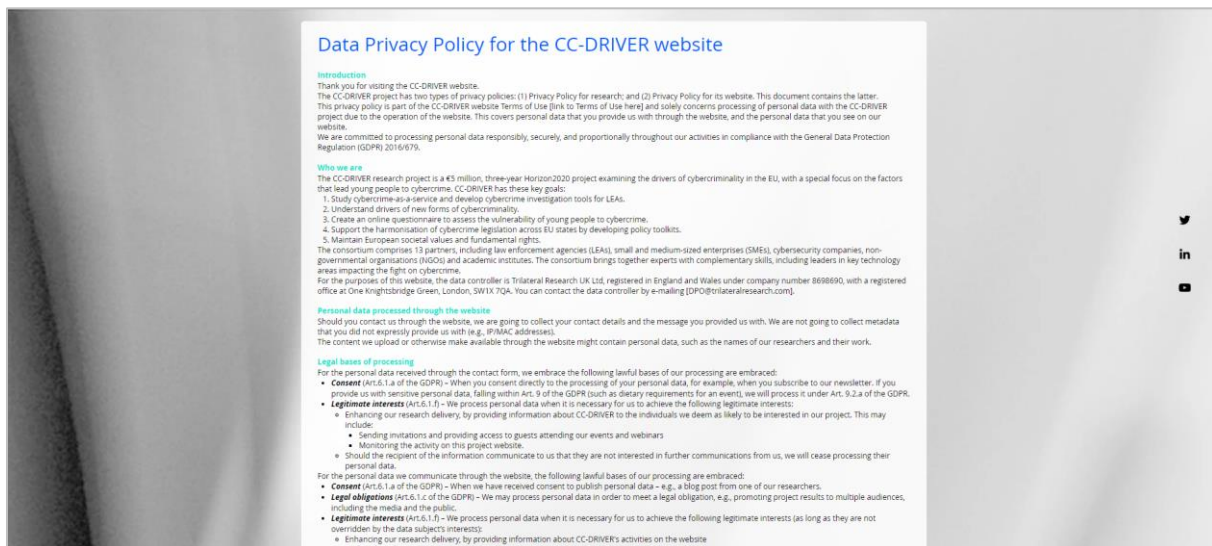 Data Privacy Policy for the CC-DRIVER website
Introduction
Thank you for visiting the CC-DRIVER website.
The CC-DRIVER project has two types of privacy policies: (1) Privacy Policy for research; and (2) Privacy Policy for its website. This document contains the latter.
This privacy policy is part of the CC-DRIVER website Terms of Use [link to Terms of Use here] and solely concerns processing of personal data with the CC-DRIVER
project due to the operation of the website. This covers personal data that you provide us with through the website, and the personal data that you see on our
website.
We are committed to processing personal data responsibly, securely, and proportionally throughout our activities in compliance with the General Data Protection
Regulation (GDPR) 2016/679.
Who we are
The CC-DRIVER research project is a €5 million, three-year Horizon2020 project examining the drivers of cybercriminality in the EU, with a special focus on the factors
that lead young people to cybercrime. CC-DRIVER has these key goals:
1. Study cybercrime-as-a-service and develop cybercrime investigation tools for LEAs.
2. Understand drivers of new forms of cybercriminality.
3. Create an online questionnaire to assess the vulnerability of young people to cybercrime.
4. Support the harmonisation of cybercrime legislation across EU states by developing policy toolkits.
5. Maintain European societal values and fundamental rights.
The consortium comprises 13 partners, including law enforcement agencies (LEAs), small and medium-sized enterprises (SMEs), cybersecurity companies, non-
governmental organisations (NGOs) and academic institutes. The consortium brings together experts with complementary skills, including leaders in key technology
areas impacting the fight on cybercrime.
For the purposes of this website, the data controller is Trilateral Research UK Ltd, registered in England and Wales under company number 8698690, with a registered
office at One Knightsbridge Green, London, SW1X 7QA. You can contact the data controller by e-mailing [DPO@trilateralresearch.com].
Personal data processed through the website
Should you contact us through the website, we are going to collect your contact details and the message you provided us with. We are not going to collect metadata
that you did not expressly provide us with (e.g., IP/MAC addresses).
The content we upload or otherwise make available through the website might contain personal data, such as the names of our researchers and their work.
Legal bases of processing
For the personal data received through the contact form, we embrace the following lawful bases of our processing are embraced:
• Consent (Art.6.1.a of the GDPR) – When you consent directly to the processing of your personal data, for example, when you subscribe to our newsletter. If you
provide us with sensitive personal data, falling within Art. 9 of the GDPR (such as dietary requirements for an event), we will process it under Art. 9.2.a of the GDPR.
• Legitimate interests (Art.6.1.f) – We process personal data when it is necessary for us to achieve the following legitimate interests:
Enhancing our research delivery, by providing information about CC-DRIVER to the individuals we deem as likely to be interested in our project. This may
include:
• Sending invitations and providing access to guests attending our events and webinars
• Monitoring the activity on this project website.
Should the recipient of the information communicate to us that they are not interested in further communications from us, we will cease processing their
personal data.
For the personal data we communicate through the website, the following lawful bases of our processing are embraced:
• Consent (Art.6.1.a of the GDPR) – When we have received consent to publish personal data – e.g., a blog post from one of our researchers.
• Legal obligations (Art.6.1.c of the GDPR) – We may process personal data in order to meet a legal obligation, e.g., promoting project results to multiple audiences,
including the media and the public.
• Legitimate interests (Art.6.1.f) – We process personal data when it is necessary for us to achieve the following legitimate interests (as long as they are not
overridden by the data subject's interests):
Enhancing our research delivery, by providing information about CC-DRIVER's activities on the website
in